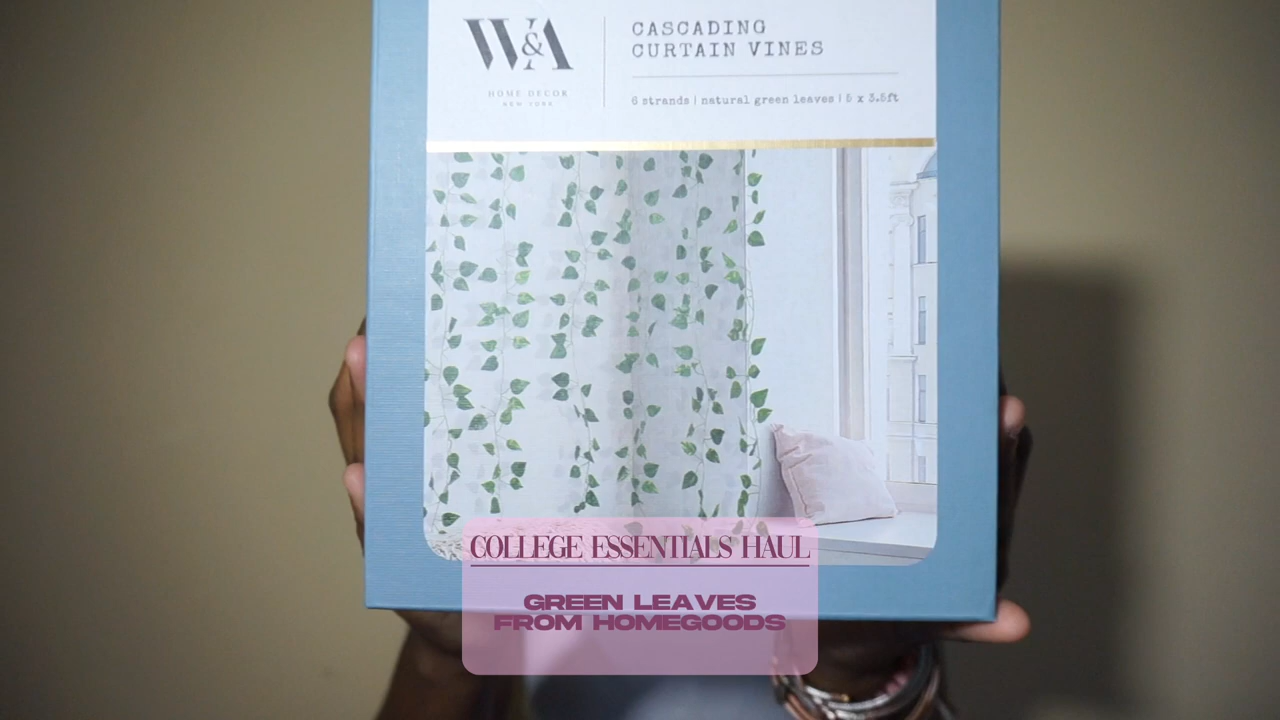 W&A
HOME DECOR
NEW YORK
CASCADING
CURTAIN VINES
6 strands | natural green leaves | 5 x 3.5ft
COLLEGE ESSENTIALS HAUL
GREEN LEAVES
FROM HOMEGOODS